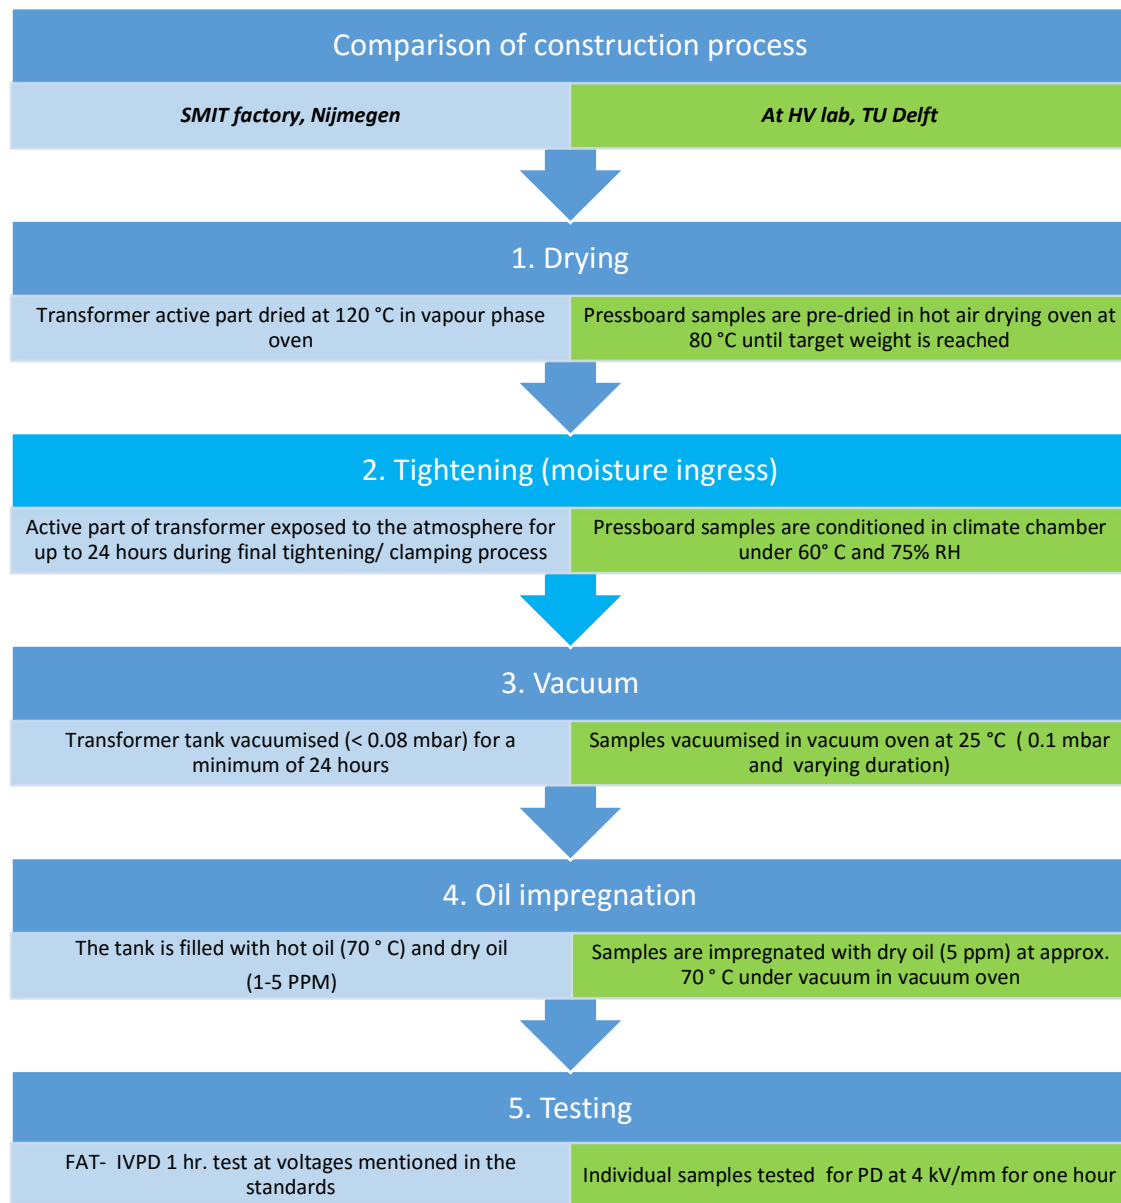 Comparison of construction process
SMIT factory, Nijmegen
At HV lab, TU Delft
1. Drying
Transformer active part dried at 120 °C in vapour phase
oven
Pressboard samples are pre-dried in hot air drying oven at
80 °C until target weight is reached
2. Tightening (moisture ingress)
Active part of transformer exposed to the atmosphere for
up to 24 hours during final tightening/ clamping process
Pressboard samples are conditioned in climate chamber
under 60° C and 75% RH
3. Vacuum
Transformer tank vacuumised (< 0.08 mbar) for a
minimum of 24 hours
Samples vacuumised in vacuum oven at 25 °C ( 0.1 mbar
and varying duration)
4. Oil impregnation
The tank is filled with hot oil (70 ° C) and dry oil
(1-5 PPM)
Samples are impregnated with dry oil (5 ppm) at approx.
70 ° C under vacuum in vacuum oven
5. Testing
FAT- IVPD 1 hr. test at voltages mentioned in the
standards
Individual samples tested for PD at 4 kV/mm for one hour